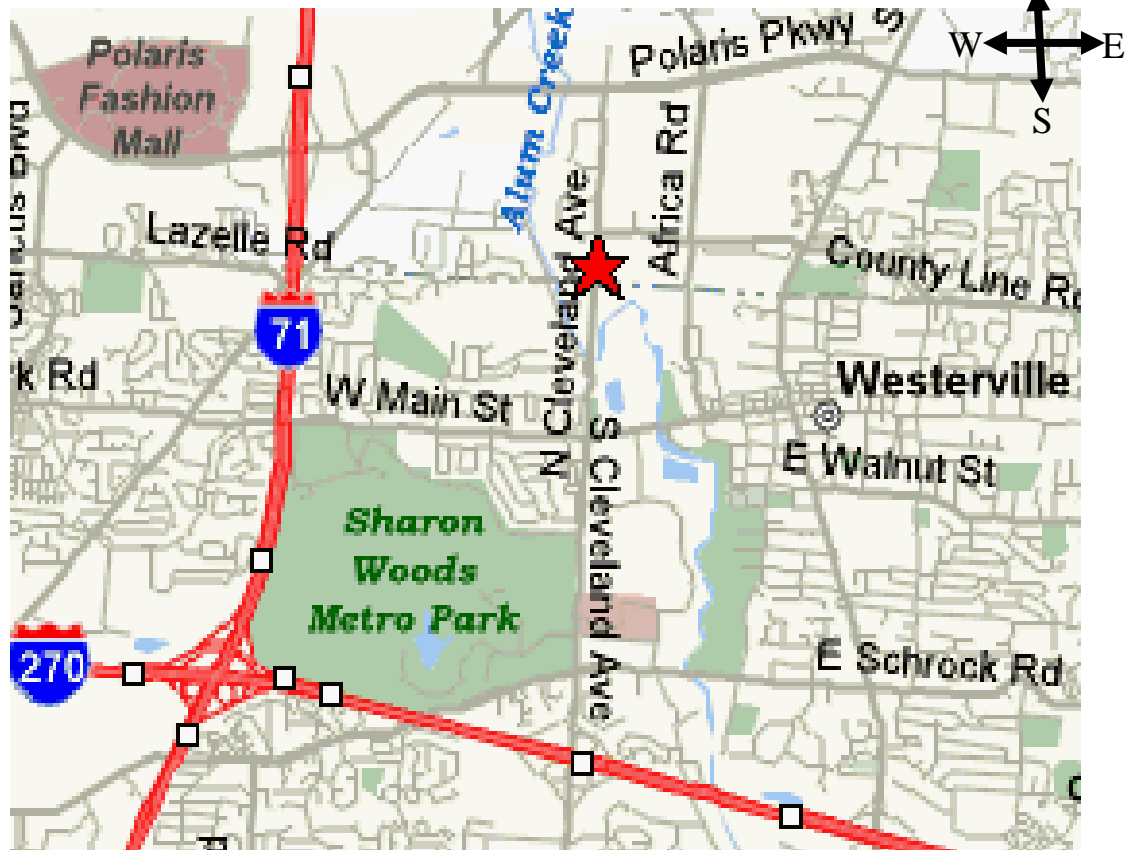 Polaris
Fashion
Mall
Alum Creek
Polaris Pkwy
S
W
E
S
Africa Rd
N Cleveland Ave
Lazelle Rd
County Line Rd
71
k Rd
W Main St
Westerville
S Cleveland Ave
E Walnut St
Sharon
Woods
Metro Park
270
E Schrock Rd